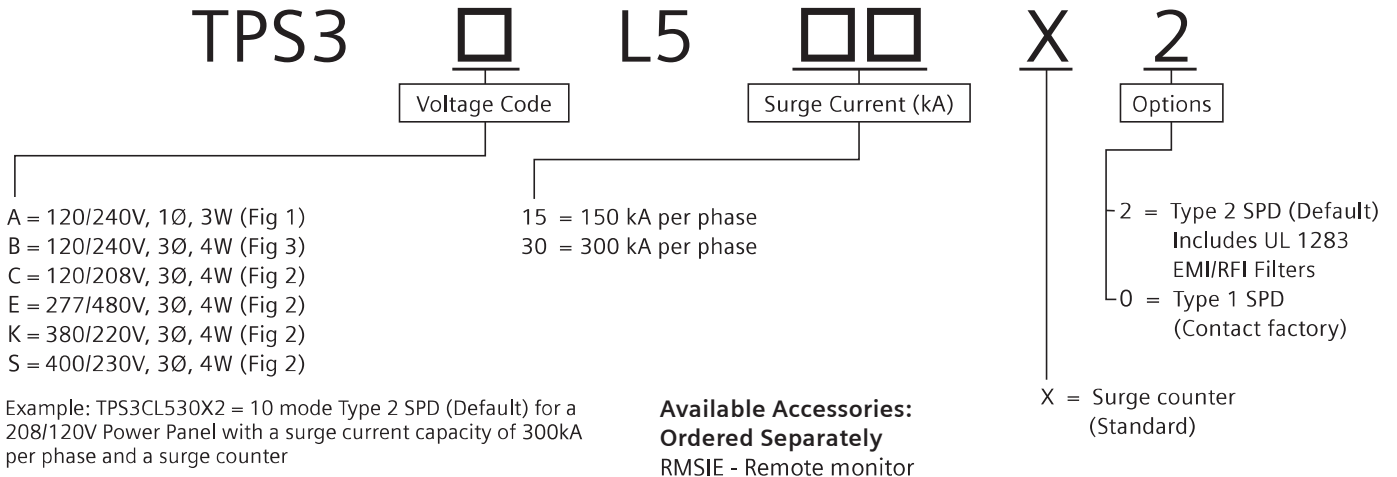 TPS3 □ L5 □□ X 2
Voltage Code
Surge Current (kA)
Options
A = 120/240V, 1Ø, 3W (Fig 1)
B = 120/240V, 3Ø, 4W (Fig 3)
C = 120/208V, 3Ø, 4W (Fig 2)
E = 277/480V, 3Ø, 4W (Fig 2)
K = 380/220V, 3Ø, 4W (Fig 2)
S = 400/230V, 3Ø, 4W (Fig 2)
15 = 150 kA per phase
30 = 300 kA per phase
2 = Type 2 SPD (Default)
Includes UL 1283
EMI/RFI Filters
0 = Type 1 SPD
(Contact factory)
X = Surge counter
(Standard)
Example: TPS3CL530X2 = 10 mode Type 2 SPD (Default) for a
208/120V Power Panel with a surge current capacity of 300kA
per phase and a surge counter
Available Accessories:
Ordered Separately
RMSIE - Remote monitor